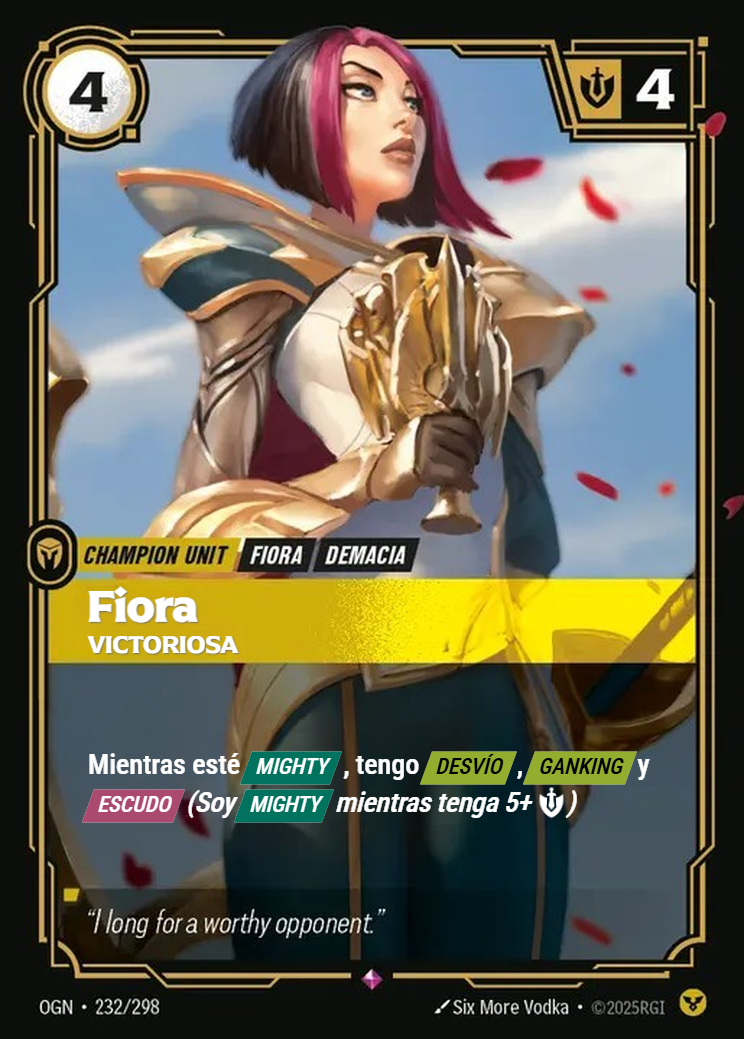 4
4
CHAMPION UNIT FIORA DEMACIA
Fiora
VICTORIOSA
Mientras esté MIGHTY , tengo DESVÍO , GANKING y
ESCUDO (Soy MIGHTY mientras tenga 5+ )
“I long for a worthy opponent.”
OGN • 232/298
Six More Vodka • ©2025RGI